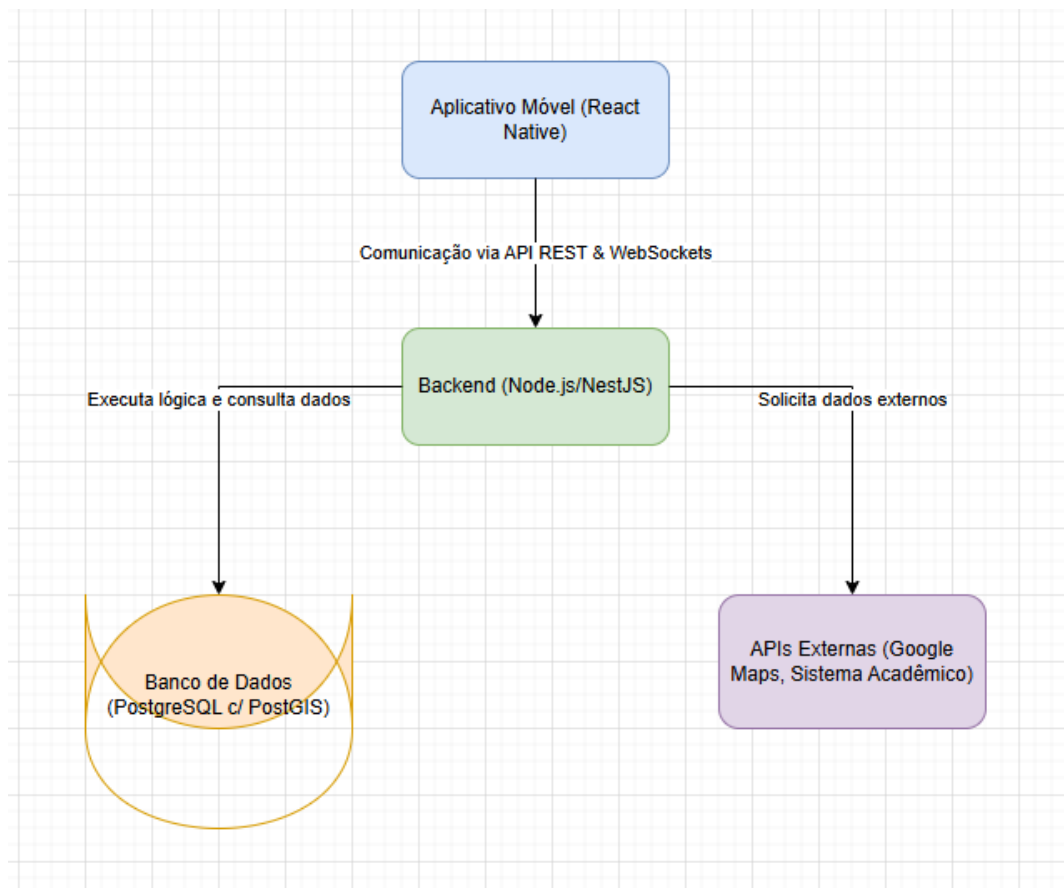 Aplicativo Móvel (React
Native)
Comunicação via API REST & WebSockets
Backend (Node.js/NestJS)
Executa lógica e consulta dados
Solicita dados externos
Banco de Dados
(PostgreSQL c/ PostGIS)
APIs Externas (Google
Maps, Sistema Acadêmico)